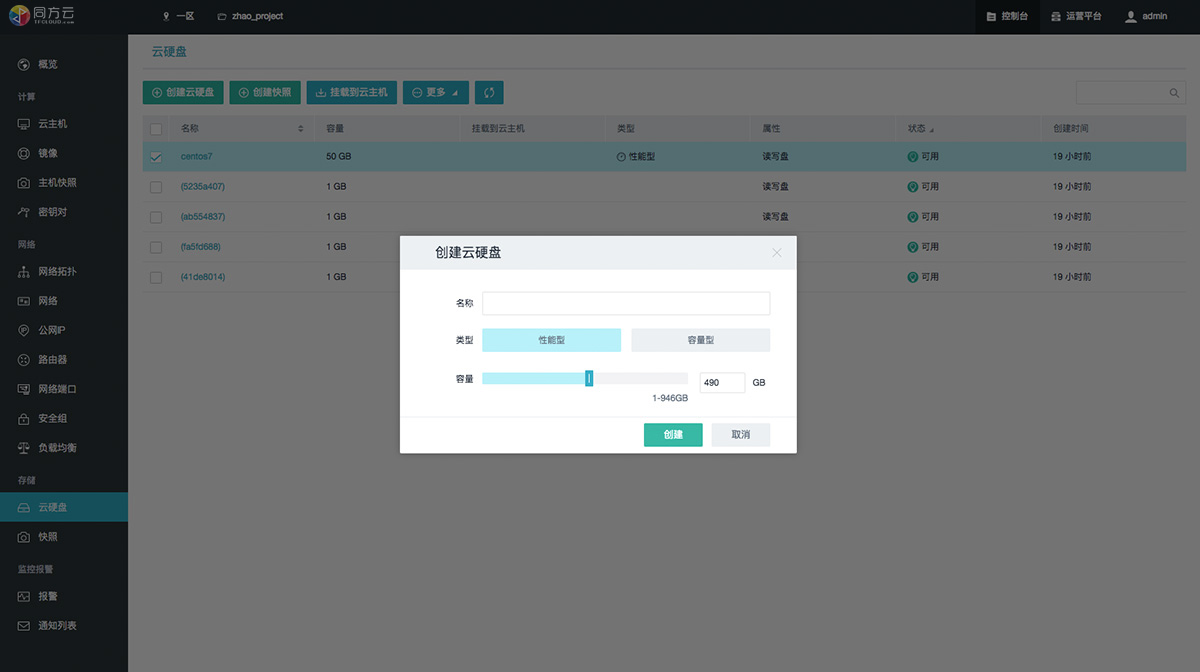 同方云 一区 zhao_project 控制台 运营平台 admin
TFCLOUD.com
概览
计算
云主机
镜像
主机快照
密钥对
网络
网络拓扑
网络
公网IP
路由器
网络端口
安全组
负载均衡
存储
云硬盘
快照
监控报警
报警
通知列表
云硬盘
创建云硬盘 创建快照 挂载到云主机 更多
名称 容量 挂载到云主机 类型 属性 状态 创建时间
centos7 50 GB 性能型 读写盘 可用 19 小时前
(5235a407) 1 GB 读写盘 可用 19 小时前
(ab554837) 1 GB 读写盘 可用 19 小时前
(fa5fd688) 1 GB 可用 19 小时前
(41de8014) 1 GB 可用 19 小时前
创建云硬盘
名称
类型 性能型 容量型
容量 490 GB
1-946GB
创建 取消